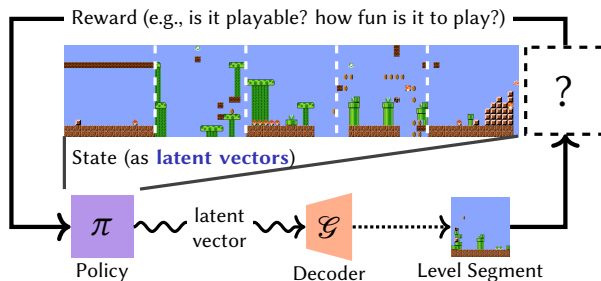 Reward (e.g., is it playable? how fun is it to play?)
?
State (as latent vectors)
π
latent
vector
𝒢
Policy
Decoder
Level Segment